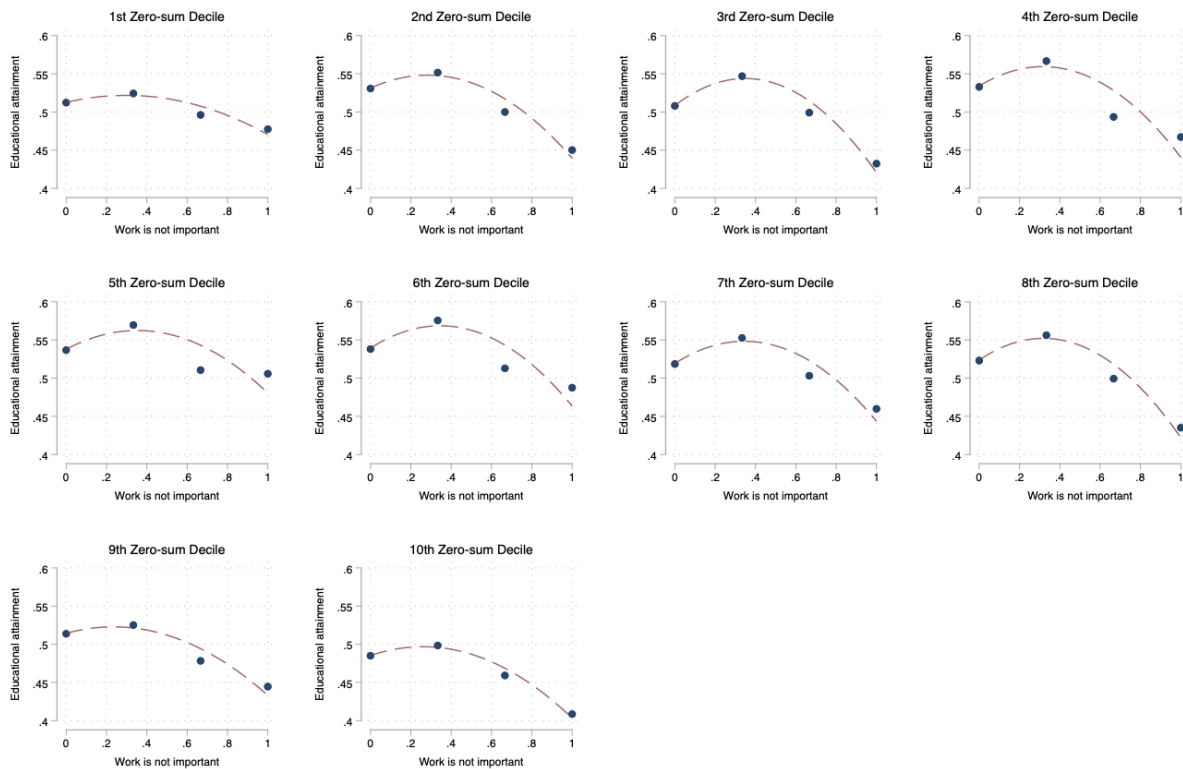 1st Zero-sum Decile
.6
.55
.5
.45
.4
Educational attainment
0 .2 .4 .6 .8 1
Work is not important
2nd Zero-sum Decile
.6
.55
.5
.45
.4
Educational attainment
0 .2 .4 .6 .8 1
Work is not important
3rd Zero-sum Decile
.6
.55
.5
.45
.4
Educational attainment
0 .2 .4 .6 .8 1
Work is not important
4th Zero-sum Decile
.6
.55
.5
.45
.4
Educational attainment
0 .2 .4 .6 .8 1
Work is not important
5th Zero-sum Decile
.6
.55
.5
.45
.4
Educational attainment
0 .2 .4 .6 .8 1
Work is not important
6th Zero-sum Decile
.6
.55
.5
.45
.4
Educational attainment
0 .2 .4 .6 .8 1
Work is not important
7th Zero-sum Decile
.6
.55
.5
.45
.4
Educational attainment
0 .2 .4 .6 .8 1
Work is not important
8th Zero-sum Decile
.6
.55
.5
.45
.4
Educational attainment
0 .2 .4 .6 .8 1
Work is not important
9th Zero-sum Decile
.6
.55
.5
.45
.4
Educational attainment
0 .2 .4 .6 .8 1
Work is not important
10th Zero-sum Decile
.6
.55
.5
.45
.4
Educational attainment
0 .2 .4 .6 .8 1
Work is not important